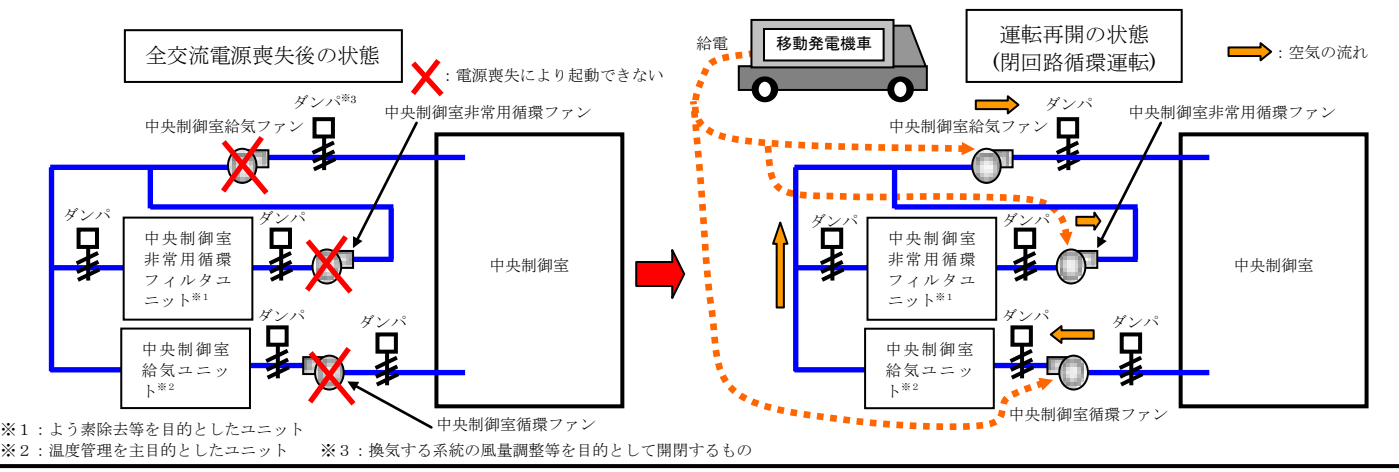 全交流電源喪失後の状態
：電源喪失により起動できない
ダンパ※3
中央制御室給気ファン
中央制御室非常用循環ファン
ダンパ
ダンパ
中央制御室
非常用循環
フィルタユ
ニット※1
中央制御室
ダンパ
ダンパ
中央制御室
給気ユニッ
ト※2
中央制御室循環ファン
給電
移動発電機車
運転再開の状態
(閉回路循環運転)
：空気の流れ
ダンパ
中央制御室給気ファン
中央制御室非常用循環ファン
ダンパ
ダンパ
中央制御室
非常用循環
フィルタユ
ニット※1
中央制御室
ダンパ
ダンパ
中央制御室
給気ユニッ
ト※2
中央制御室循環ファン
※１：よう素除去等を目的としたユニット
※２：温度管理を主目的としたユニット　※３：換気する系統の風量調整等を目的として開閉するもの